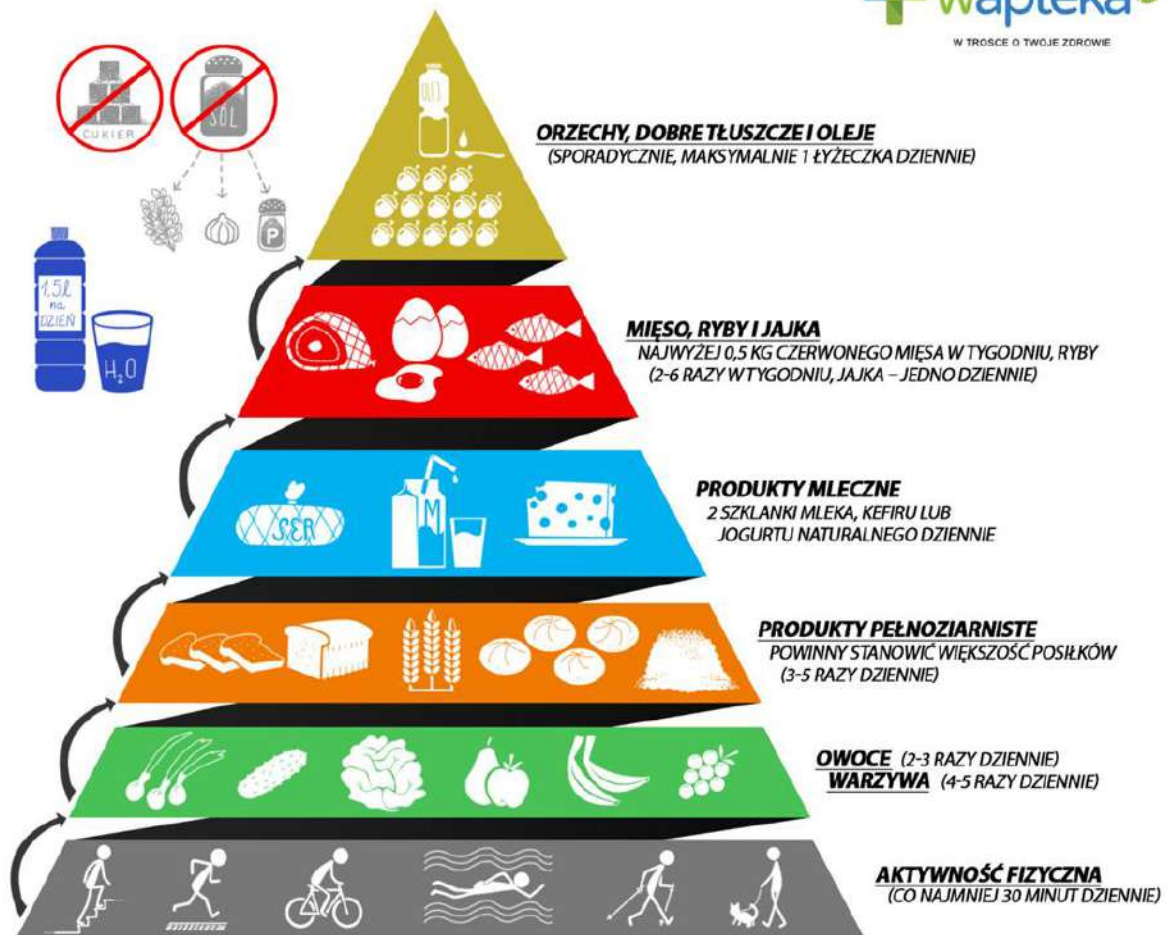 wapteka
W TROSCE O TWOJE ZDROWIE
CUKIER
SOL
P
1,5l
na
DZIEŃ
H₂O
OLEJ
ORZECHY, DOBRE TŁUSZCZE I OLEJE
(SPORADYCZNIE, MAKSYMALNIE 1 ŁYŻECZKA DZIENNIE)
MIĘSO, RYBY I JAJKA
NAJWYŻEJ 0,5 KG CZERWONEGO MIĘSA W TYGODNIU, RYBY
(2-6 RAZY W TYGODNIU, JAJKA – JEDNO DZIENNIE)
SER
M
PRODUKTY MLECZNE
2 SZKLANKI MLEKA, KEFIRU LUB
JOGURTU NATURALNEGO DZIENNIE
PRODUKTY PEŁNOZIARNISTE
POWINNY STANOWIĆ WIĘKSZOŚĆ POSIŁKÓW
(3-5 RAZY DZIENNIE)
OWOCE (2-3 RAZY DZIENNIE)
WARZYWA (4-5 RAZY DZIENNIE)
AKTYWNOŚĆ FIZYCZNA
(CO NAJMNIEJ 30 MINUT DZIENNIE)